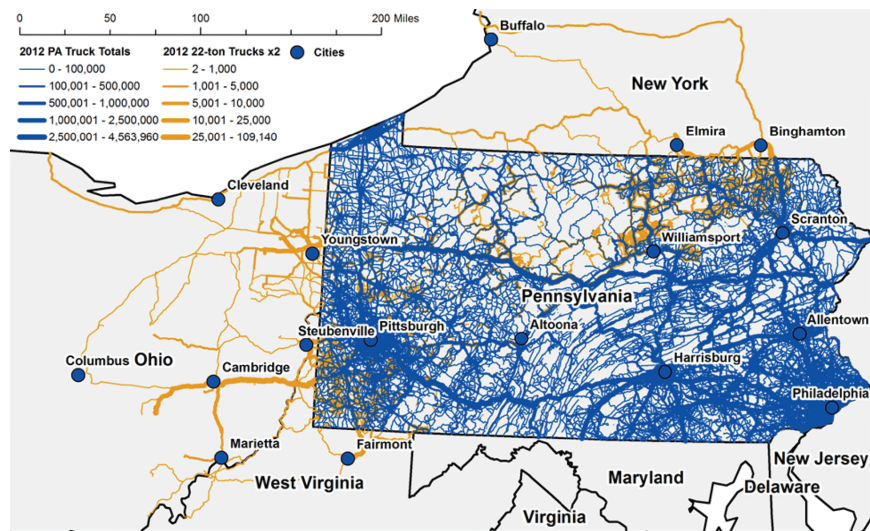 0 50 100 200 Miles
2012 PA Truck Totals
0 - 100,000
100,001 - 500,000
500,001 - 1,000,000
1,000,001 - 2,500,000
2,500,001 - 4,563,960
2012 22-ton Trucks x2
2 - 1,000
1,001 - 5,000
5,001 - 10,000
10,001 - 25,000
25,001 - 109,140
Cities
Buffalo
New York
Elmira
Binghamton
Cleveland
Scranton
Youngstown
Williamsport
Pennsylvania
Steubenville
Pittsburgh
Altoona
Allentown
Columbus
Ohio
Cambridge
Harrisburg
Philadelphia
Marietta
Fairmont
West Virginia
Maryland
New Jersey
Delaware
Virginia